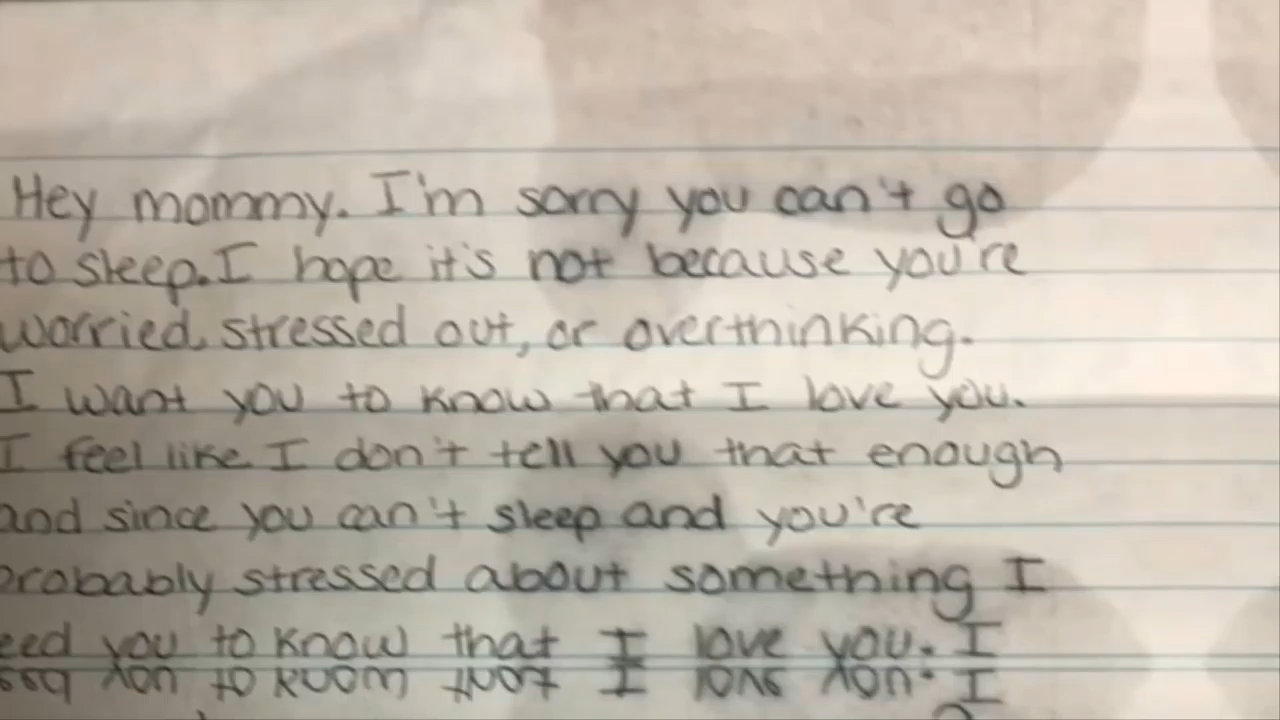 Hey mommy. I'm sorry you can't go
to sleep. I hope it's not because you're
worried, stressed out, or overthinking.
I want you to know that I love you.
I feel like I don't tell you that enough
and since you can't sleep and you're
probably stressed about something I
eed you to know that I love you. I